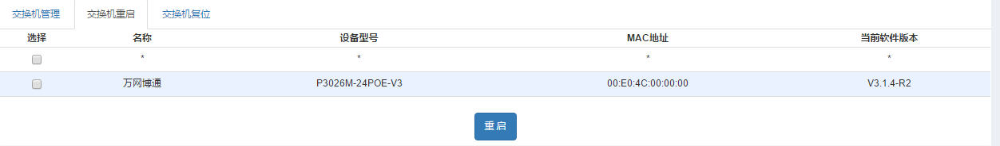 交换机管理 交换机重启 交换机复位
选择 名称 设备型号 MAC地址 当前软件版本
* * * *
万网博通 P3026M-24POE-V3 00:E0:4C:00:00:00 V3.1.4-R2
重启